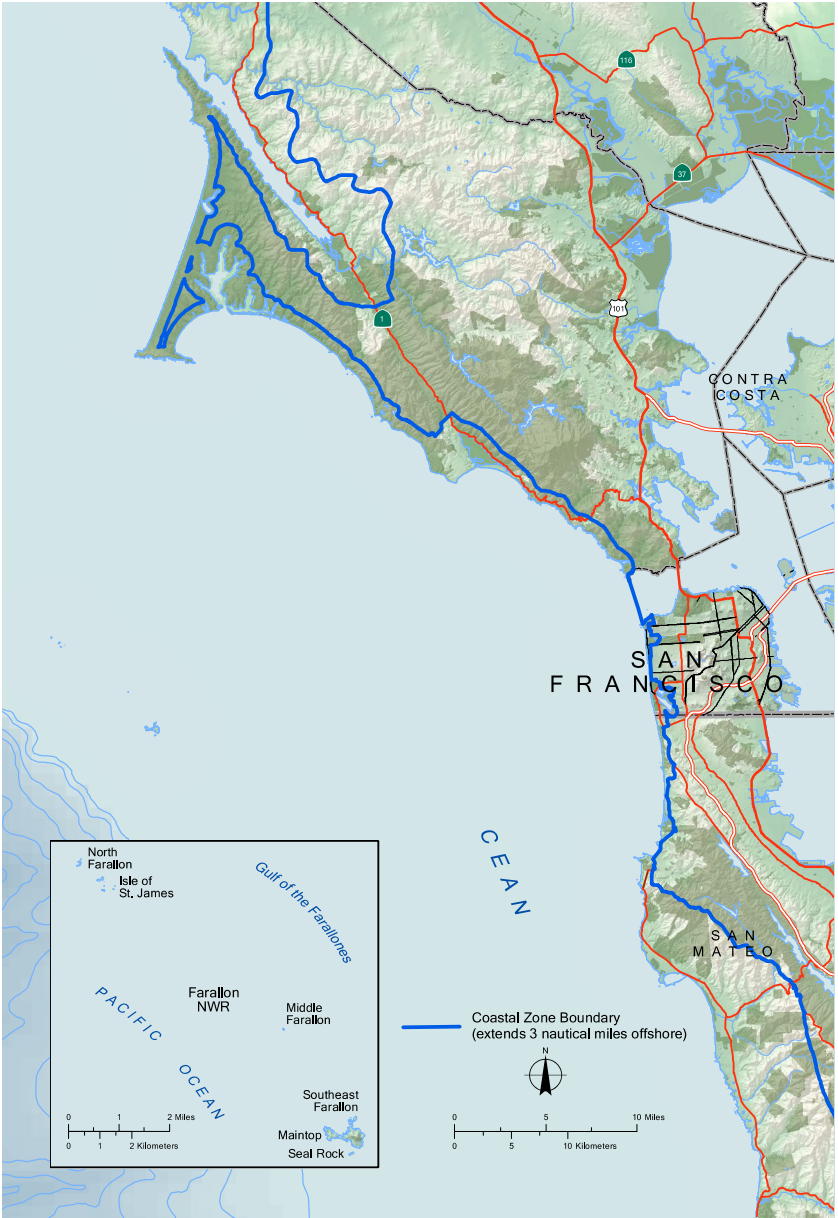 116
37
101
1
CONTRA
COSTA
SAN
FRANCISCO
CEAN
SAN
MATEO
North
Farallon
Isle of
St. James
Gulf of the Farallones
Farallon
NWR
PACIFIC OCEAN
Middle
Farallon
Southeast
Farallon
Maintop
Seal Rock
0 1 2 Miles
0 1 2 Kilometers
Coastal Zone Boundary
(extends 3 nautical miles offshore)
N
0 5 10 Miles
0 5 10 Kilometers